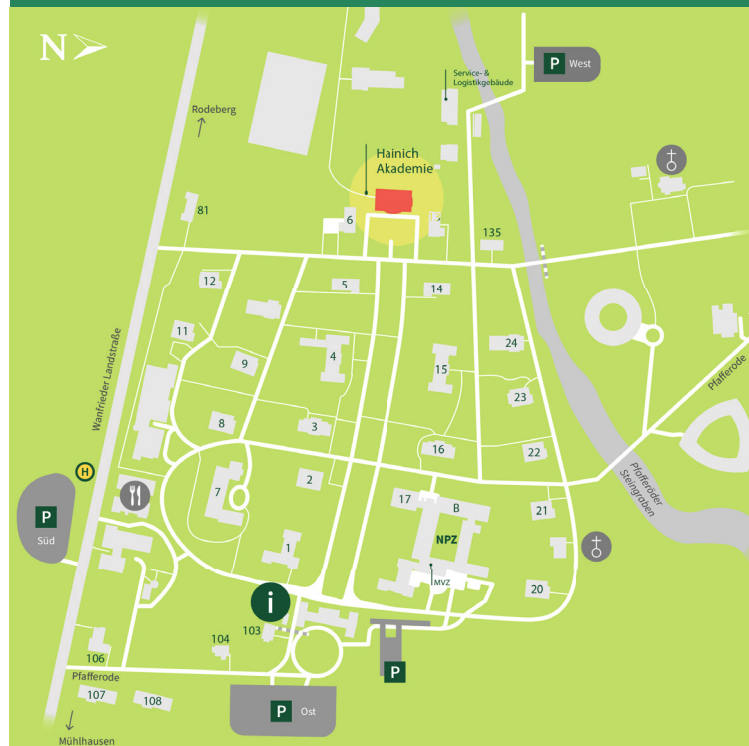 N
P West
Service- &
Logistikgebäude
Rodeberg
Hainich
Akademie
81
6
135
12
5
14
11
4
24
9
15
Wanfrieder Landstraße
Pfafferode
23
8
3
16
22
H
7
2
17
B
21
Pfafferöder
Steingraben
P
Süd
NPZ
1
MVZ
20
i
103
104
106
P
Pfafferode
107
108
P Ost
Mühlhausen